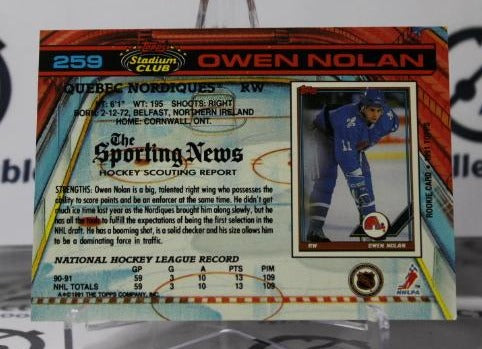 259
Topps
Stadium
CLUB
OWEN NOLAN
QUEBEC NORDIQUES RW
HT: 6'1" WT: 195 SHOOTS: RIGHT
BORN: 2-12-72, BELFAST, NORTHERN IRELAND
HOME: CORNWALL, ONT.
The
Sporting News
HOCKEY SCOUTING REPORT
STRENGTHS: Owen Nolan is a big, talented right wing who possesses the
ability to score points and be an enforcer at the same time. He didn't get
much ice time last year as the Nordiques brought him along slowly, but he
has all the tools to fulfill the expectations of being the first selection in the
NHL draft. He has a booming shot, is a solid checker and his size allows him
to be a dominating force in traffic.
NATIONAL HOCKEY LEAGUE RECORD
GP G A PTS PIM
90-91 59 3 10 13 109
NHL TOTALS 59 3 10 13 109
A©1991 THE TOPPS COMPANY, INC.
Topps
11
RW OWEN NOLAN
ROOKIE CARD • 1991 TOPPS
NHL
NHLPA